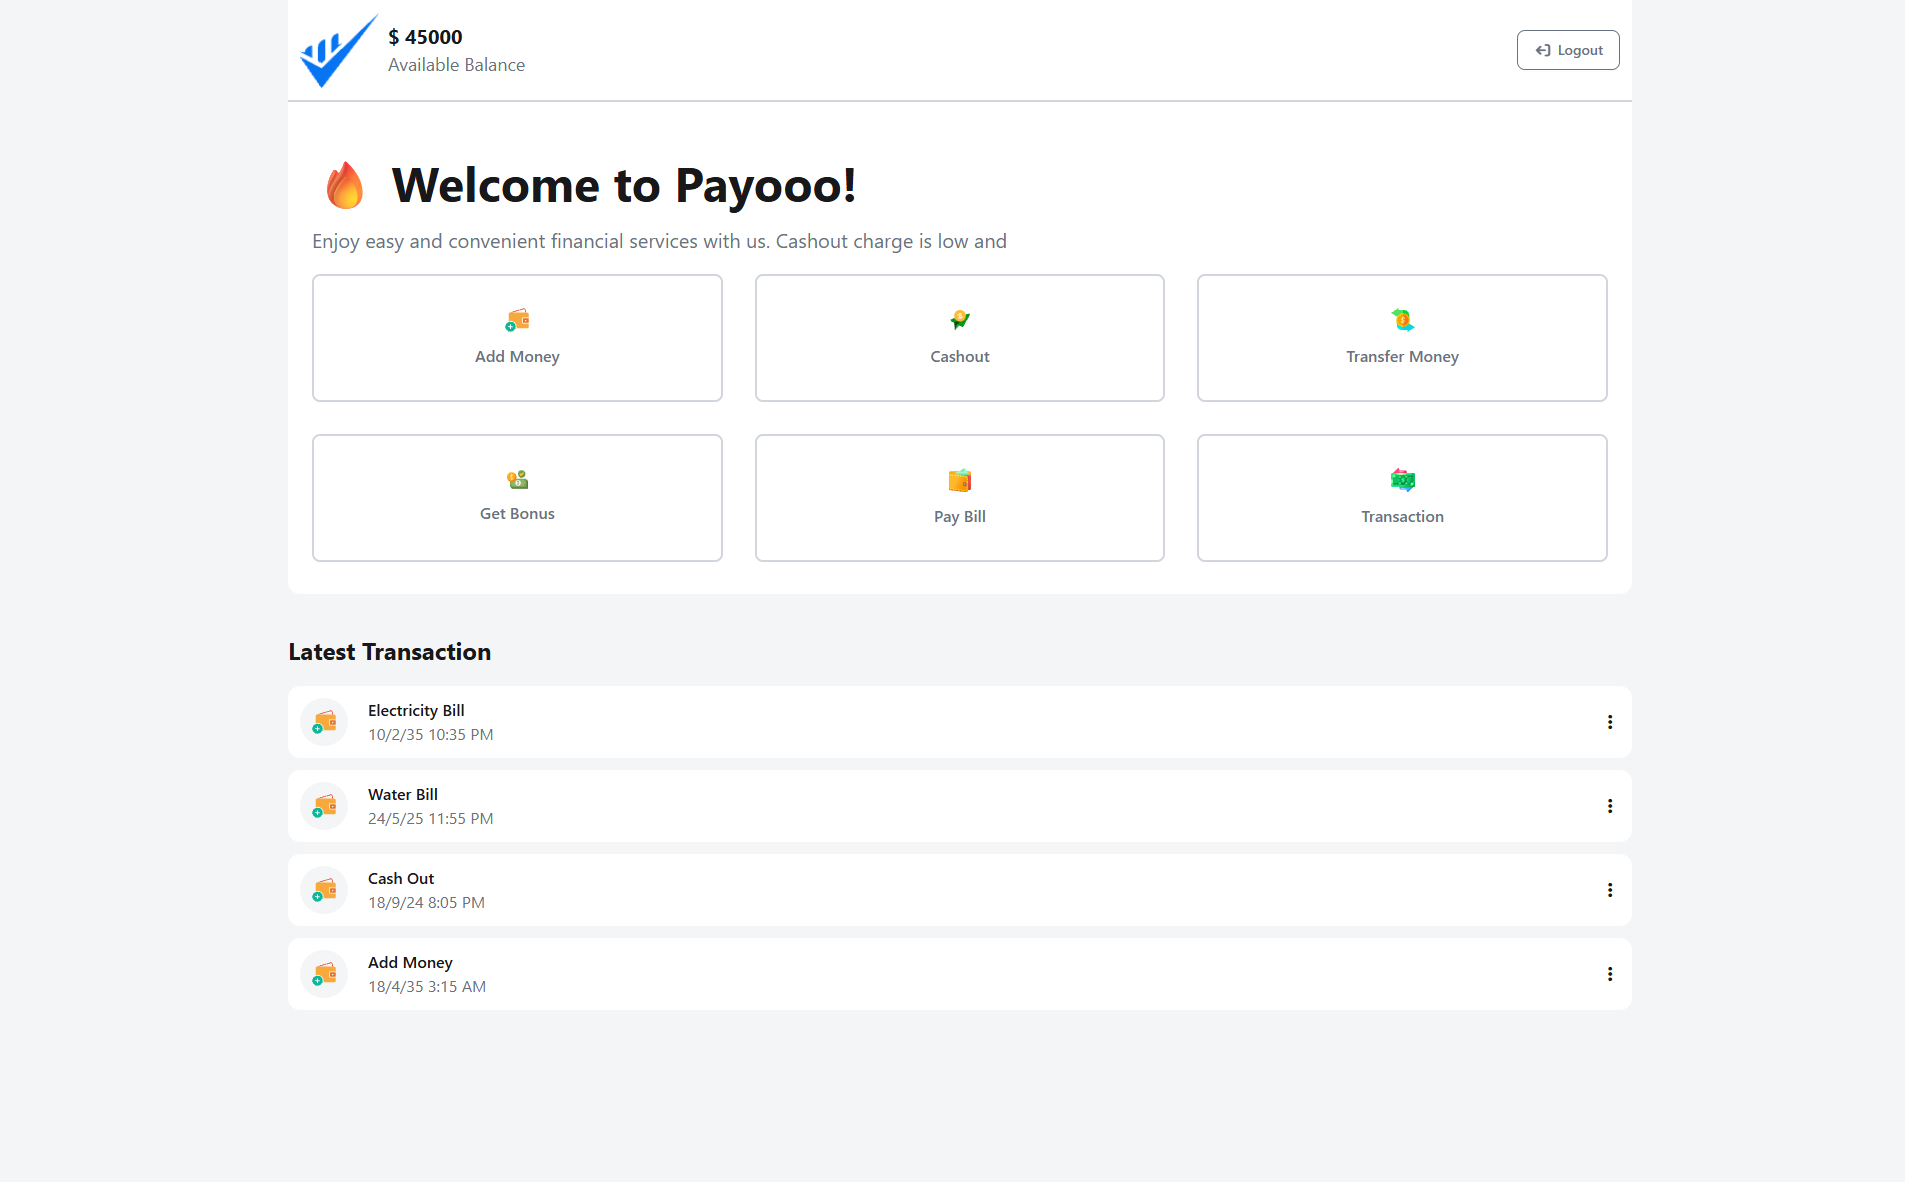 $ 45000
Available Balance
Logout
Welcome to Payooo!
Enjoy easy and convenient financial services with us. Cashout charge is low and
Add Money
Cashout
Transfer Money
Get Bonus
Pay Bill
Transaction
Latest Transaction
Electricity Bill
10/2/35 10:35 PM
Water Bill
24/5/25 11:55 PM
Cash Out
18/9/24 8:05 PM
Add Money
18/4/35 3:15 AM